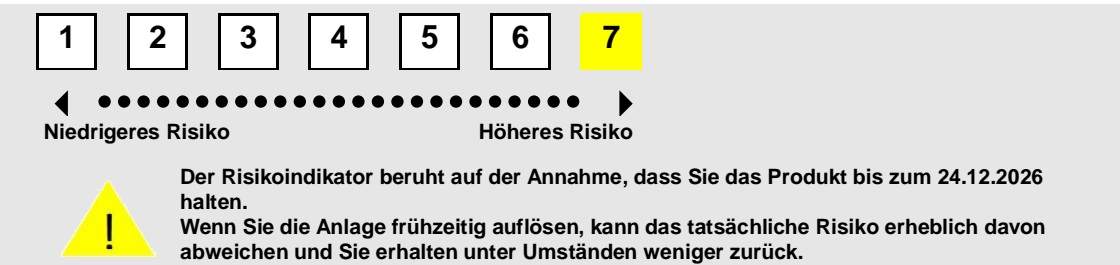 1 2 3 4 5 6 7
Niedrigeres Risiko Höheres Risiko
Der Risikoindikator beruht auf der Annahme, dass Sie das Produkt bis zum 24.12.2026
halten.
! Wenn Sie die Anlage frühzeitig auflösen, kann das tatsächliche Risiko erheblich davon
abweichen und Sie erhalten unter Umständen weniger zurück.